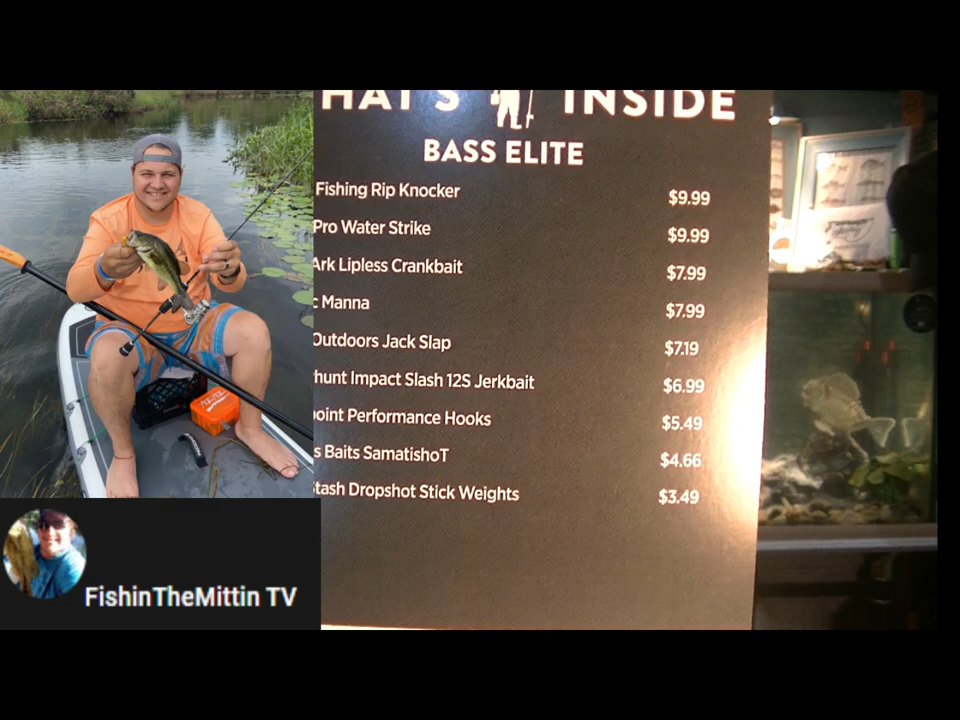 HAT'S INSIDE
BASS ELITE
Fishing Rip Knocker $9.99
Pro Water Strike $9.99
Ark Lipless Crankbait $7.99
c Manna $7.99
Outdoors Jack Slap $7.19
hunt Impact Slash 12S Jerkbait $6.99
point Performance Hooks $5.49
s Baits SamatishoT $4.66
Stash Dropshot Stick Weights $3.49
FishinTheMittin TV